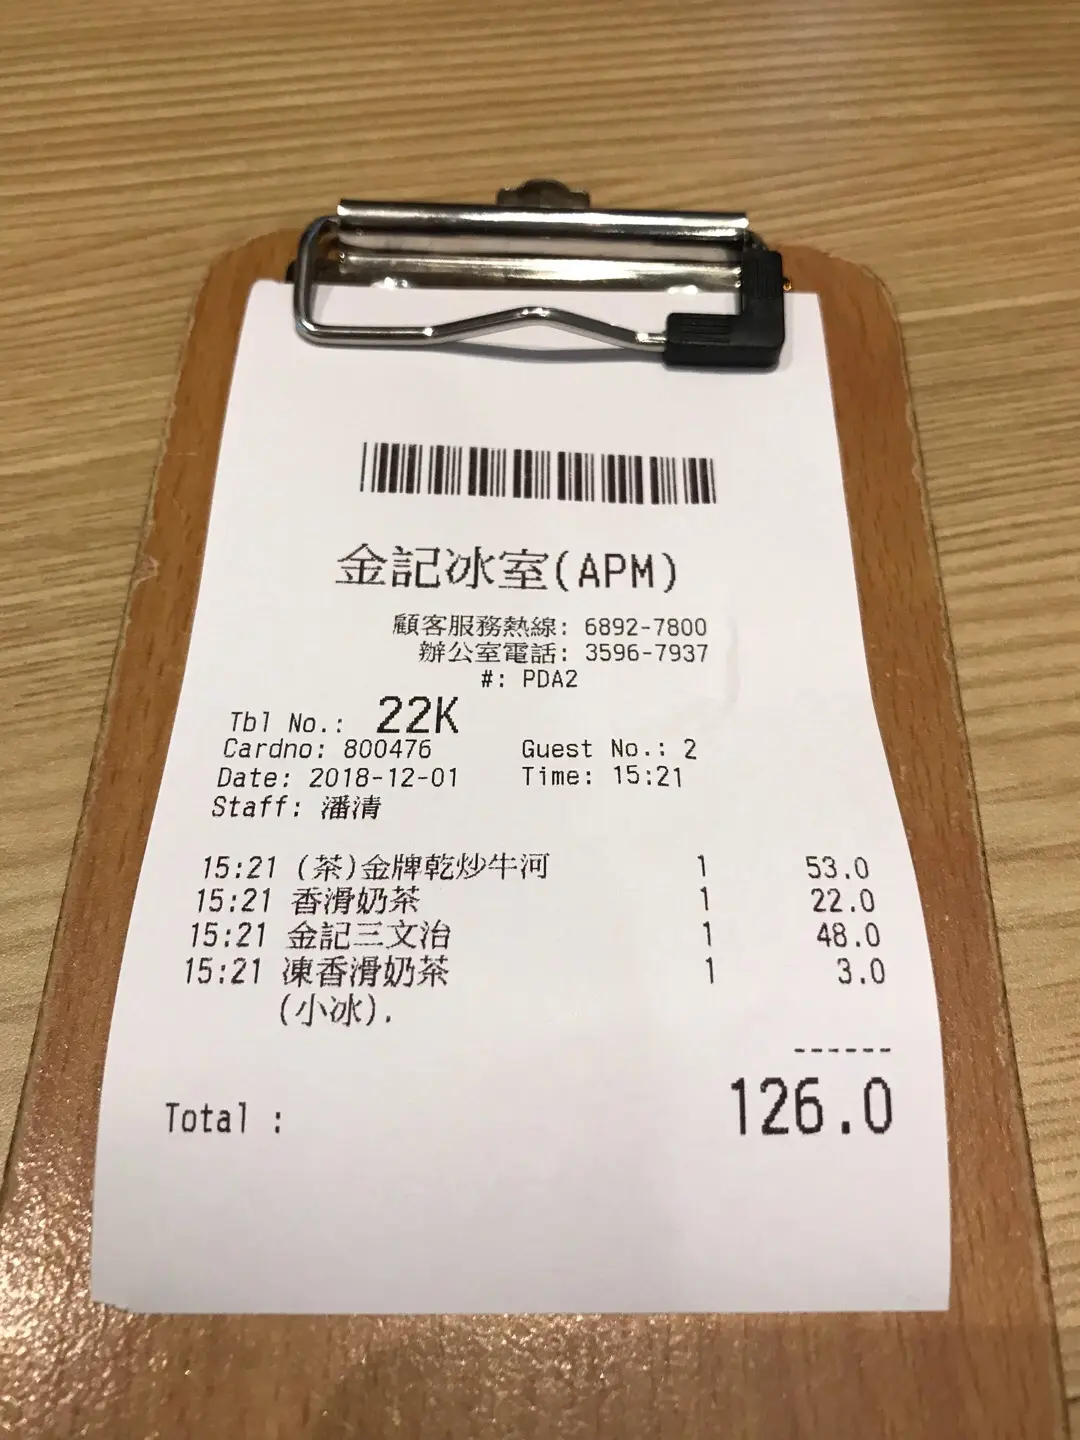 金記冰室(APM)
顧客服務熱線: 6892-7800
辦公室電話: 3596-7937
#: PDA2
Tbl No.: 22K
Cardno: 800476 Guest No.: 2
Date: 2018-12-01 Time: 15:21
Staff: 潘清
15:21 (茶)金牌乾炒牛河 1 53.0
15:21 香滑奶茶 1 22.0
15:21 金記三文治 1 48.0
15:21 凍香滑奶茶 1 3.0
(小冰).
------
Total : 126.0